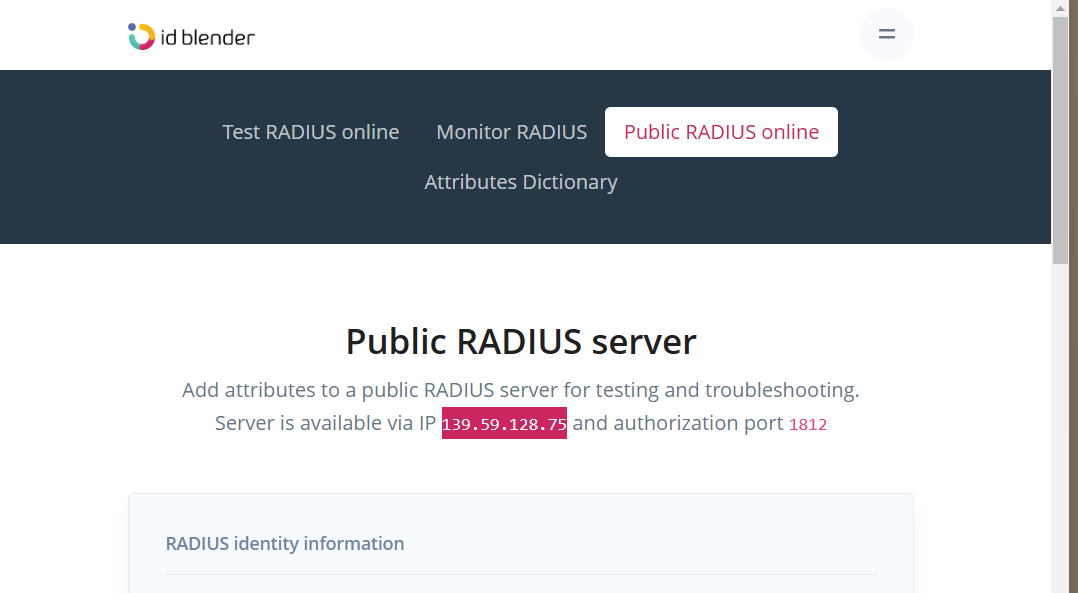 id blender
Test RADIUS online
Monitor RADIUS
Public RADIUS online
Attributes Dictionary
Public RADIUS server
Add attributes to a public RADIUS server for testing and troubleshooting.
Server is available via IP 139.59.128.75 and authorization port 1812
RADIUS identity information